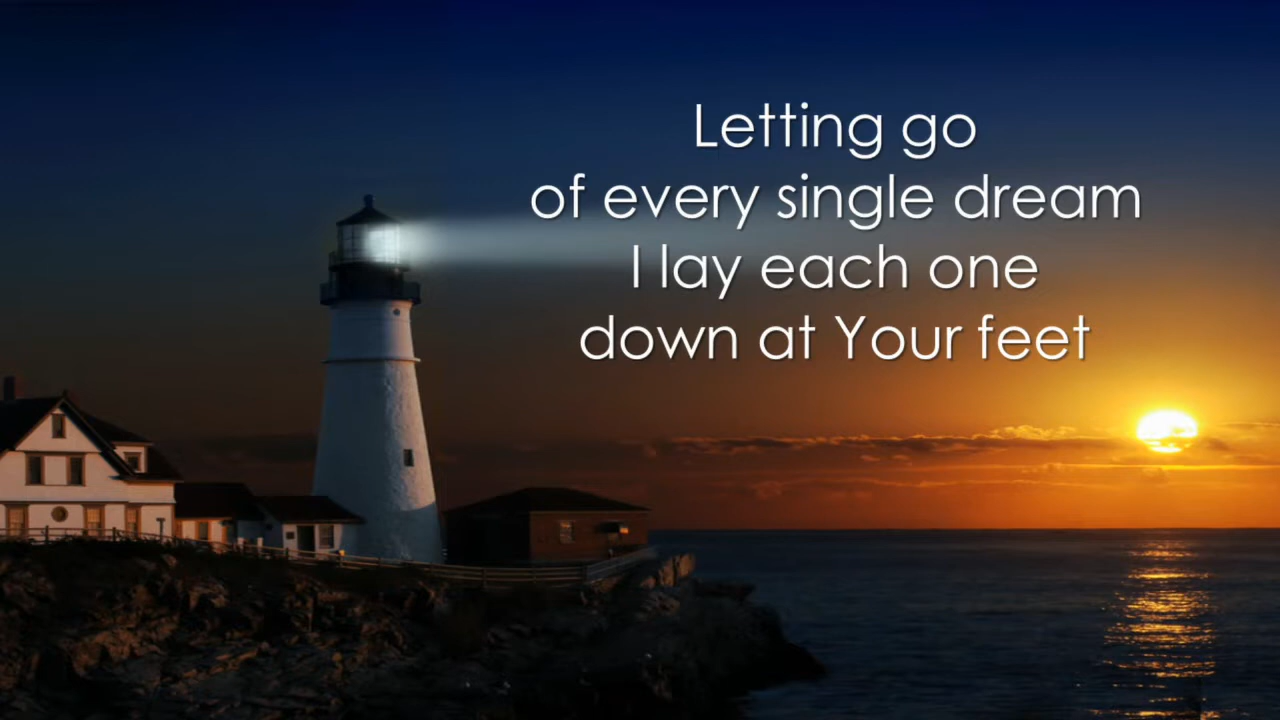 Letting go
of every single dream
I lay each one
down at Your feet